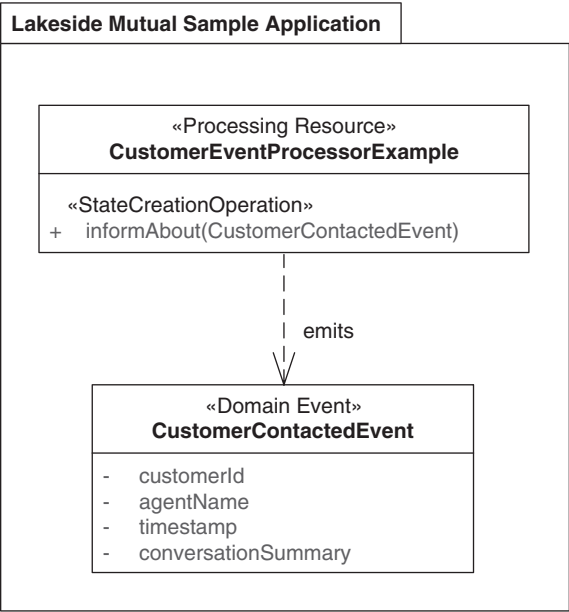 Lakeside Mutual Sample Application
«Processing Resource»
CustomerEventProcessorExample
«StateCreationOperation»
+ informAbout(CustomerContactedEvent)
emits
«Domain Event»
CustomerContactedEvent
- customerId
- agentName
- timestamp
- conversationSummary